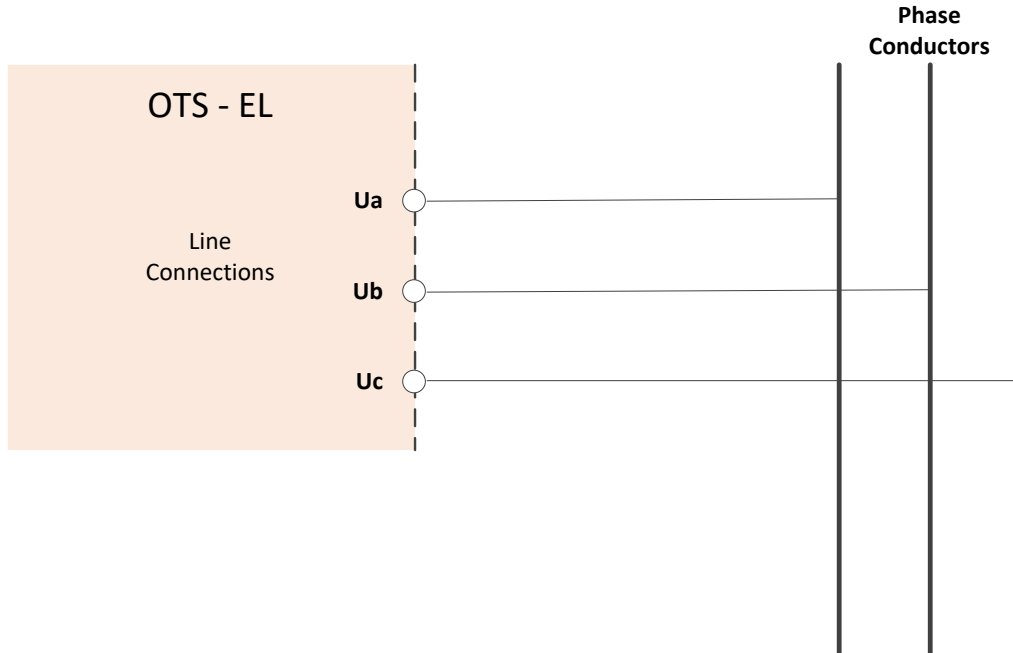 Phase
Conductors
OTS - EL
Ua
Line
Connections
Ub
Uc